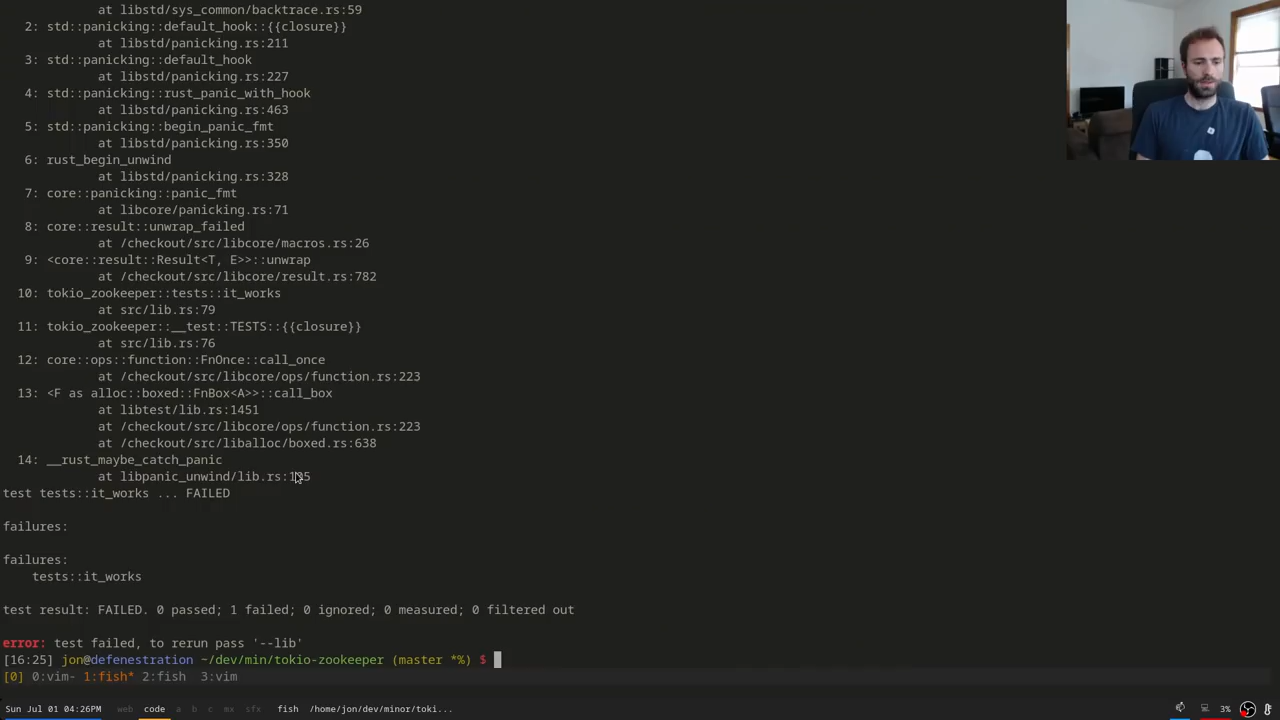 at libstd/sys_common/backtrace.rs:59
2: std::panicking::default_hook::{{closure}}
at libstd/panicking.rs:211
3: std::panicking::default_hook
at libstd/panicking.rs:227
4: std::panicking::rust_panic_with_hook
at libstd/panicking.rs:463
5: std::panicking::begin_panic_fmt
at libstd/panicking.rs:350
6: rust_begin_unwind
at libstd/panicking.rs:328
7: core::panicking::panic_fmt
at libcore/panicking.rs:71
8: core::result::unwrap_failed
at /checkout/src/libcore/macros.rs:26
9: <core::result::Result<T, E>>::unwrap
at /checkout/src/libcore/result.rs:782
10: tokio_zookeeper::tests::it_works
at src/lib.rs:79
11: tokio_zookeeper::__test::TESTS::{{closure}}
at src/lib.rs:76
12: core::ops::function::FnOnce::call_once
at /checkout/src/libcore/ops/function.rs:223
13: <F as alloc::boxed::FnBox<A>>::call_box
at libtest/lib.rs:1451
at /checkout/src/libcore/ops/function.rs:223
at /checkout/src/liballoc/boxed.rs:638
14: __rust_maybe_catch_panic
at libpanic_unwind/lib.rs:
test tests::it_works ... FAILED
failures:
failures:
tests::it_works
test result: FAILED. 0 passed; 1 failed; 0 ignored; 0 measured; 0 filtered out
error: test failed, to rerun pass '--lib'
[16:25] jon@defenestration ~/dev/min/tokio-zookeeper (master *%) $
[0] 0:vim- 1:fish* 2:fish 3:vim
Sun Jul 01 04:26PM web code a b c mx sfx fish /home/jon/dev/minor/toki... 3%